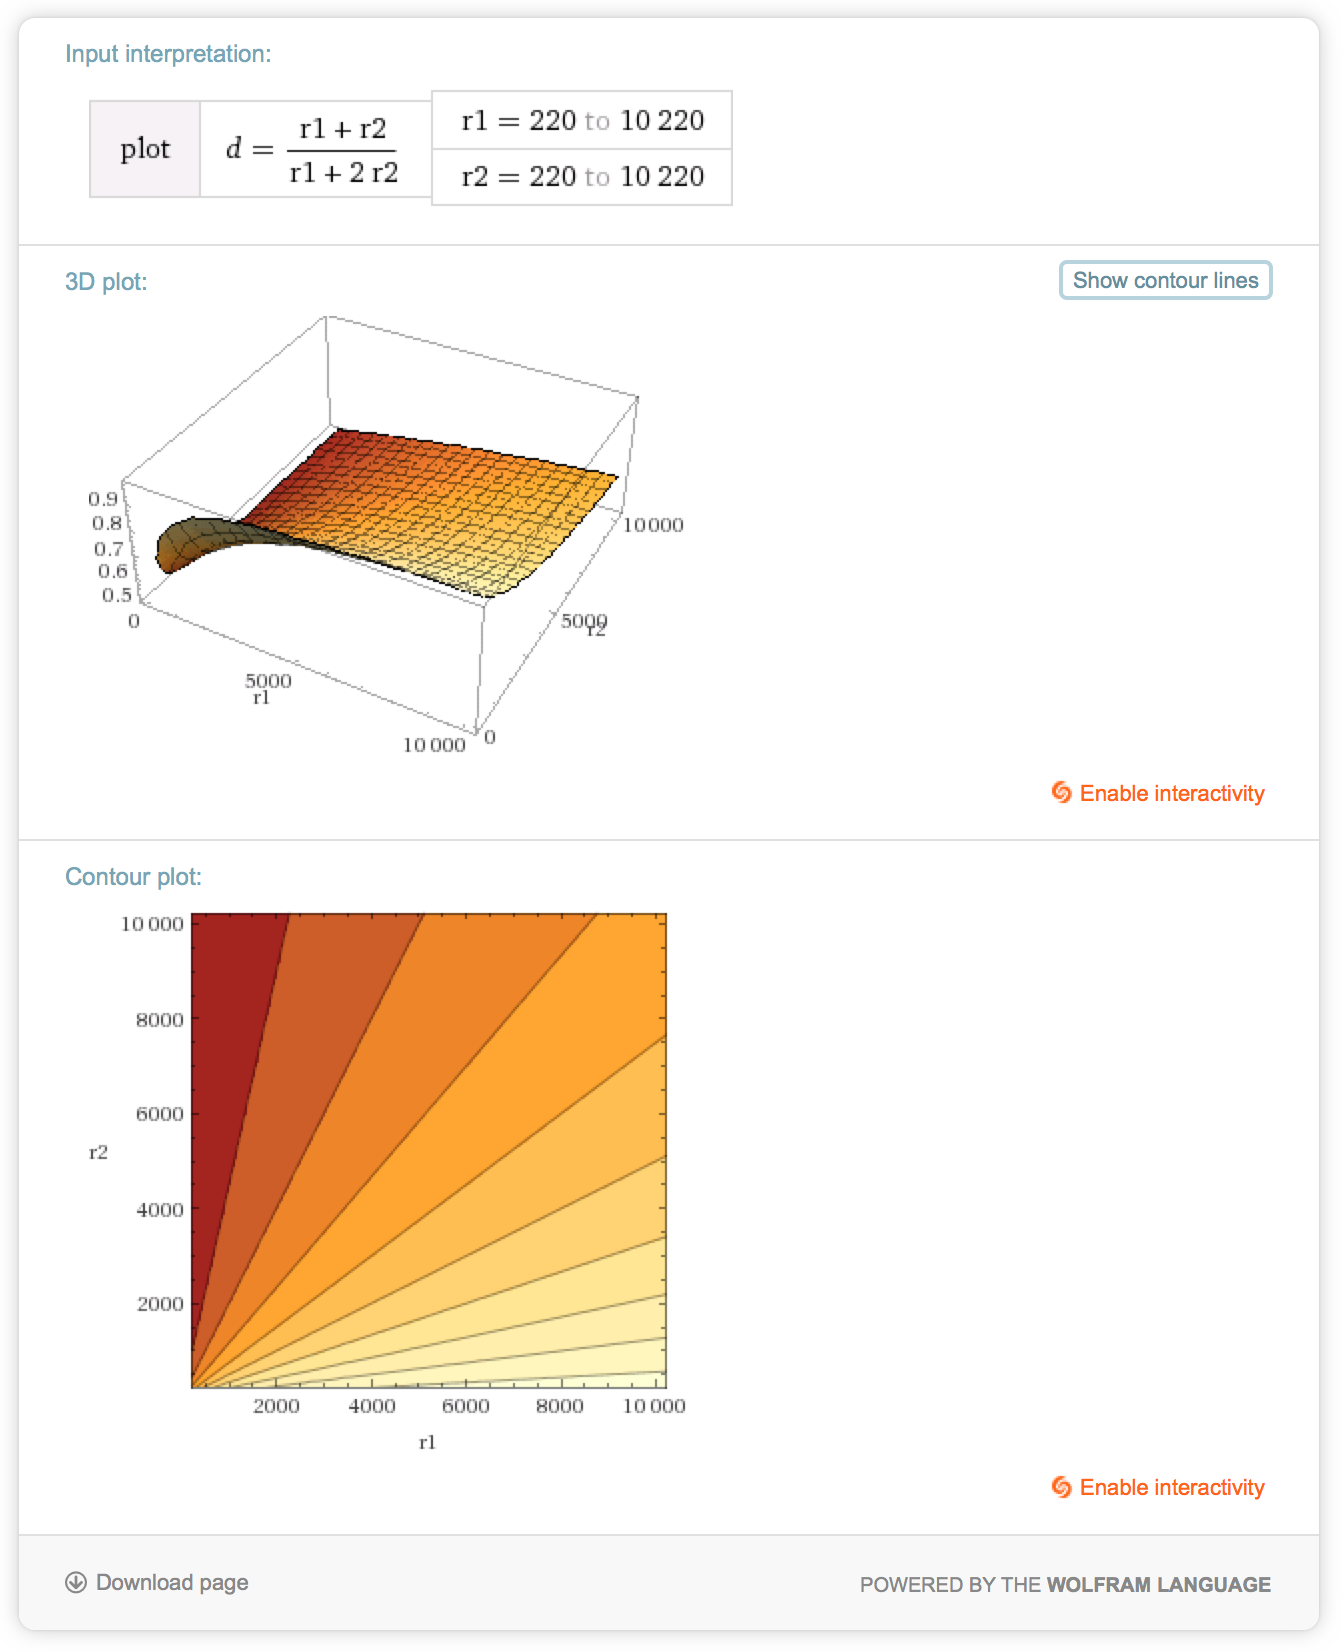 Input interpretation:
plot
d = (r1 + r2) / (r1 + 2 r2)
r1 = 220 to 10 220
r2 = 220 to 10 220
3D plot:
Show contour lines
0.9
0.8
0.7
0.6
0.5
0
5000
r1
10 000
0
5000
r2
10 000
Enable interactivity
Contour plot:
10 000
8000
6000
r2
4000
2000
2000 4000 6000 8000 10 000
r1
Enable interactivity
Download page
POWERED BY THE WOLFRAM LANGUAGE